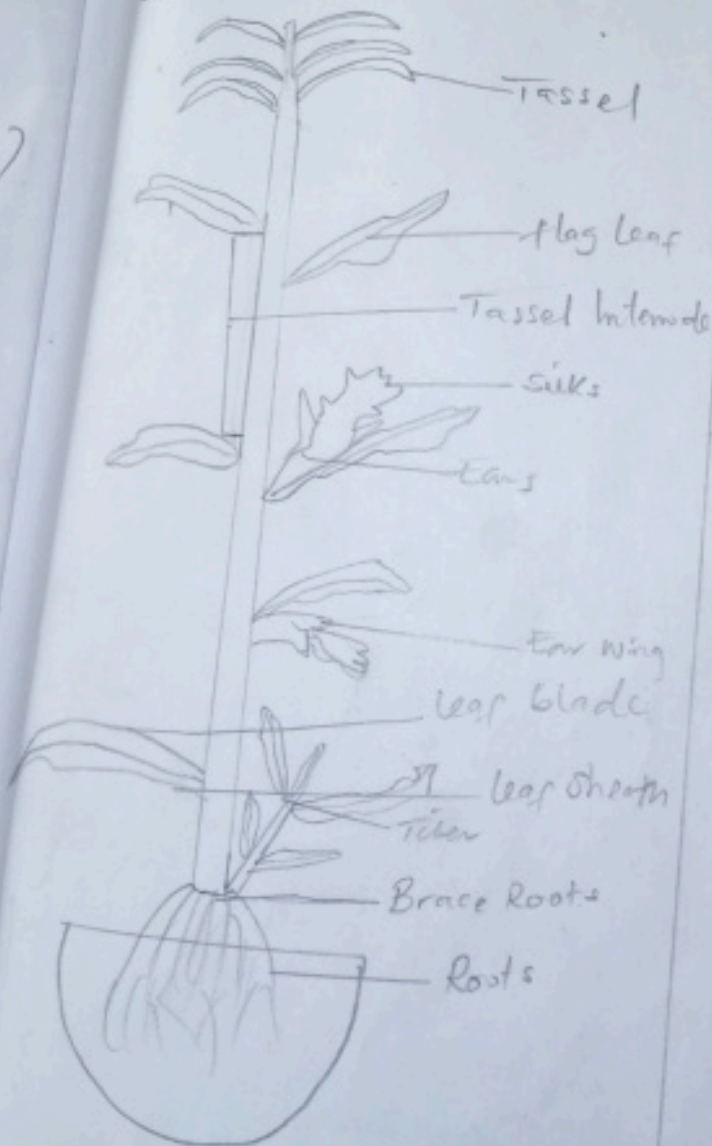 Tassel
flag leaf
Tassel Internode
Silks
Ears
Ear wing
leaf blade
leaf sheath
Tiller
Brace Roots
Roots